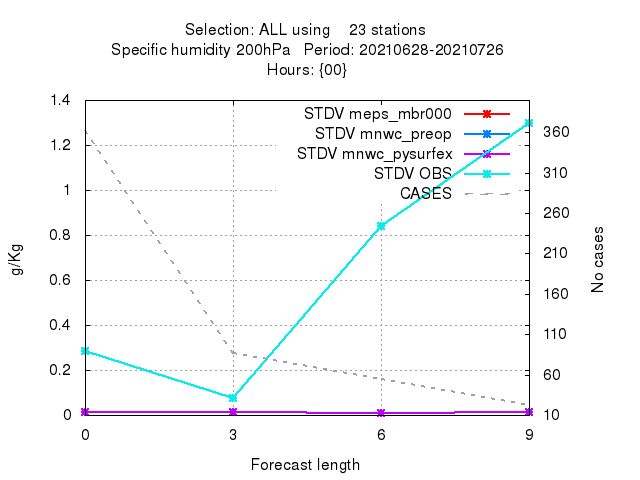 Selection: ALL using    23 stations
Specific humidity 200hPa   Period: 20210628-20210726
Hours: {00}
STDV meps_mbr000
STDV mnwc_preop
STDV mnwc_pysurfex
STDV OBS
CASES
1.4
1.2
1
0.8
0.6
0.4
0.2
0
g/Kg
360
310
260
210
160
110
60
10
No cases
0 3 6 9
Forecast length